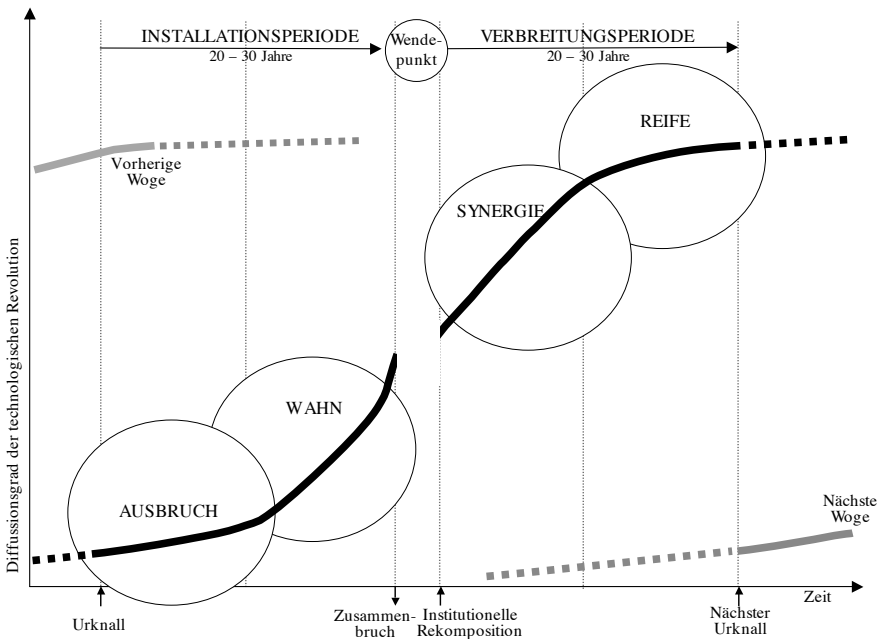 INSTALLATIONSPERIODE
20 – 30 Jahre
Wende-
punkt
VERBREITUNGSPERIODE
20 – 30 Jahre
REIFE
Vorherige
Woge
SYNERGIE
Diffussionsgrad der technologischen Revolution
WAHN
AUSBRUCH
Nächste
Woge
Zeit
Urknall
Zusammen-
bruch
Institutionelle
Rekomposition
Nächster
Urknall